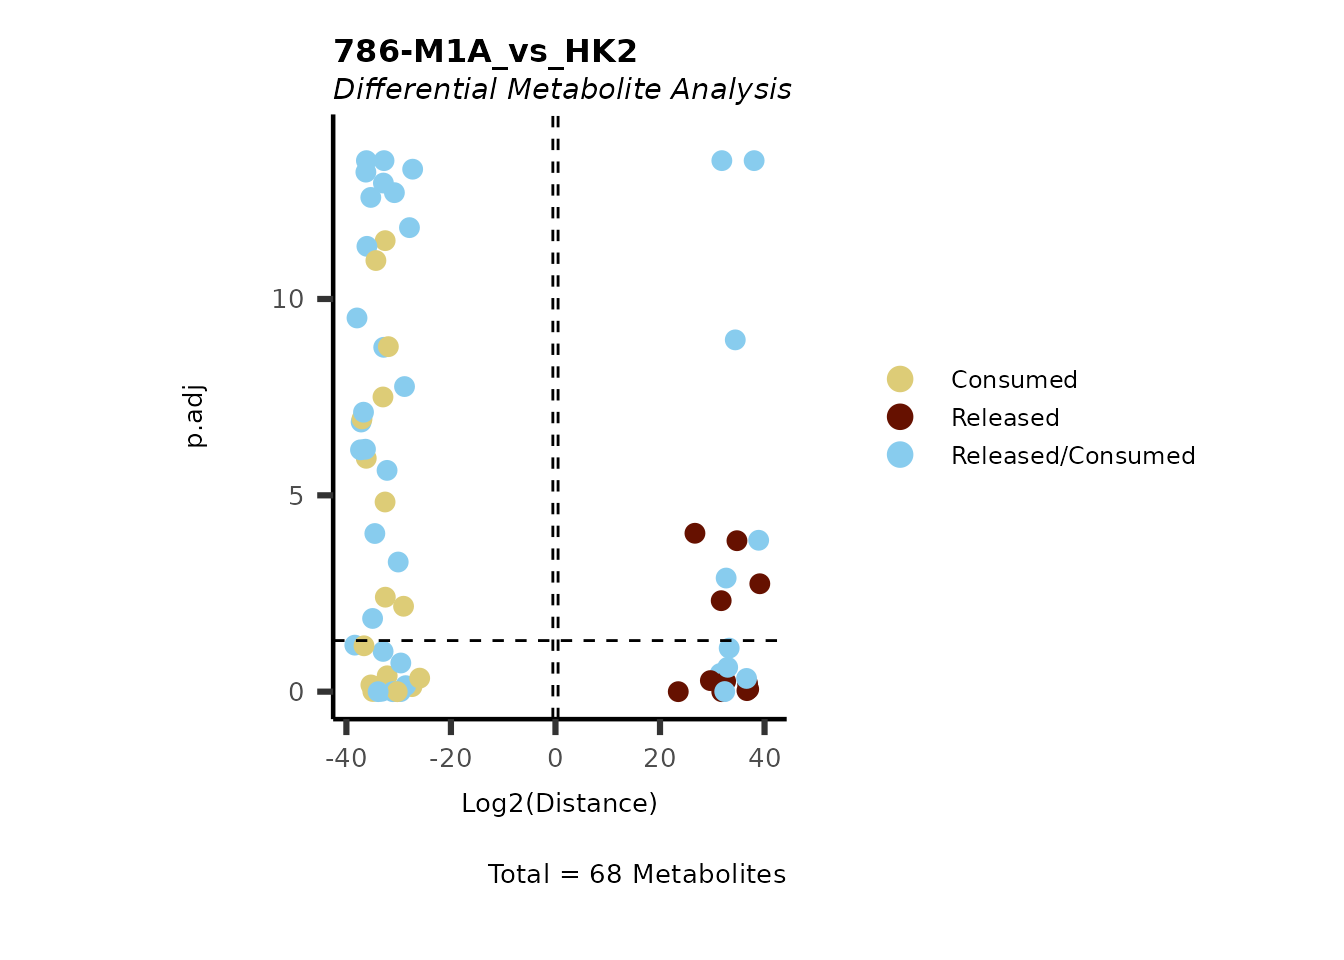 786-M1A_vs_HK2
Differential Metabolite Analysis
10
5
0
p.adj
-40
-20
0
20
40
Log2(Distance)
Consumed
Released
Released/Consumed
Total = 68 Metabolites